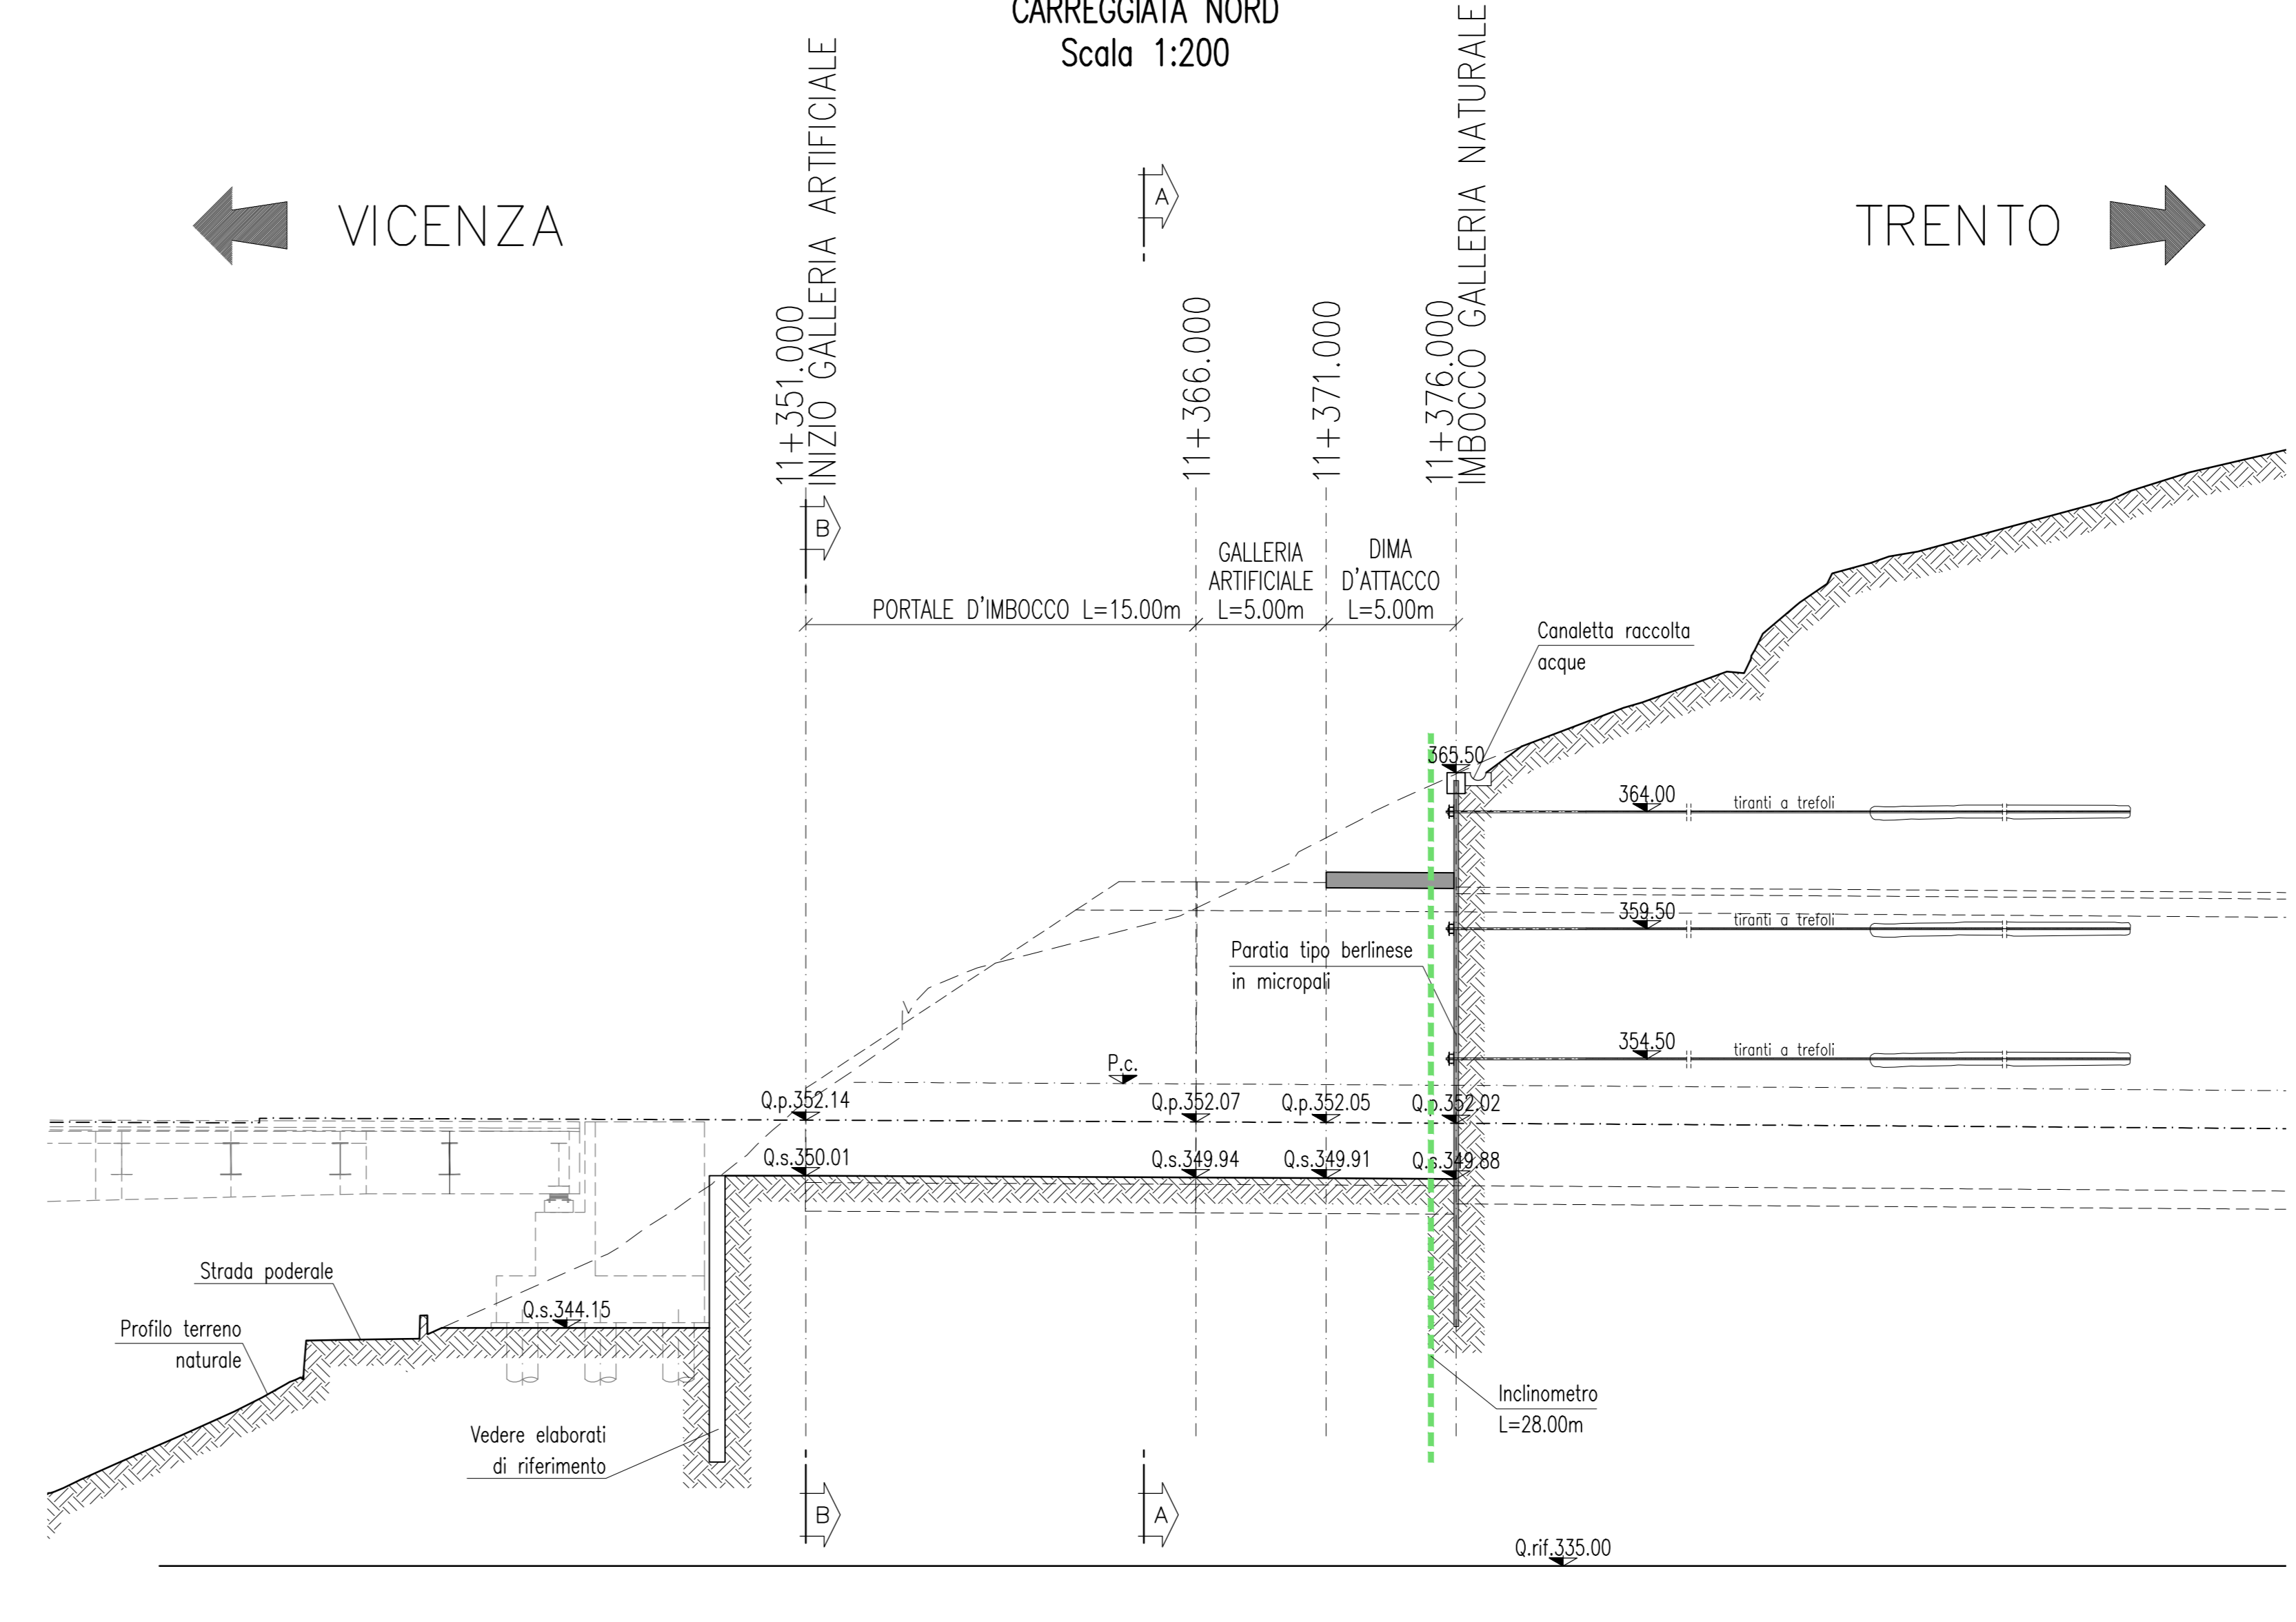 CARREGGIATA NORD
Scala 1:200
VICENZA
TRENTO
11+351.000
INIZIO GALLERIA ARTIFICIALE
11+366.000
11+371.000
11+376.000
IMBOCCO GALLERIA NATURALE
A
B
PORTALE D'IMBOCCO L=15.00m
GALLERIA
ARTIFICIALE
L=5.00m
DIMA
D'ATTACCO
L=5.00m
Canaletta raccolta
acque
365.50
364.00
tiranti a trefoli
359.50
tiranti a trefoli
Paratia tipo berlinese
in micropali
354.50
tiranti a trefoli
P.c.
Q.p.352.14
Q.p.352.07
Q.p.352.05
Q.p.352.02
Q.s.350.01
Q.s.349.94
Q.s.349.91
Q.s.349.88
Strada poderale
Q.s.344.15
Profilo terreno
naturale
Inclinometro
L=28.00m
Vedere elaborati
di riferimento
B
A
Q.rif.335.00